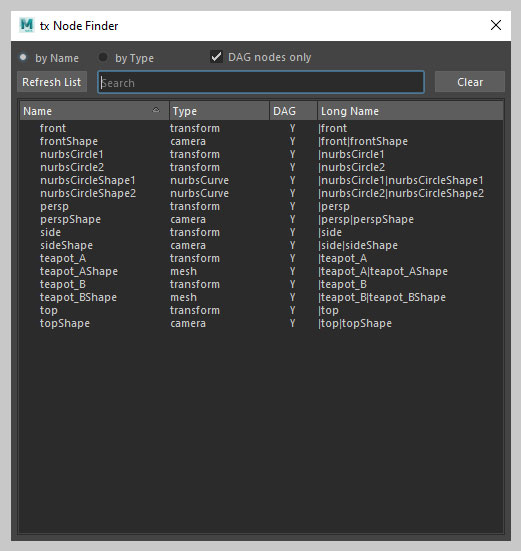 M tx Node Finder
by Name by Type DAG nodes only
Refresh List Search Clear
Name Type DAG Long Name
front transform Y |front
frontShape camera Y |front|frontShape
nurbsCircle1 transform Y |nurbsCircle1
nurbsCircle2 transform Y |nurbsCircle2
nurbsCircleShape1 nurbsCurve Y |nurbsCircle1|nurbsCircleShape1
nurbsCircleShape2 nurbsCurve Y |nurbsCircle2|nurbsCircleShape2
persp transform Y |persp
perspShape camera Y |persp|perspShape
side transform Y |side
sideShape camera Y |side|sideShape
teapot_A transform Y |teapot_A
teapot_AShape mesh Y |teapot_A|teapot_AShape
teapot_B transform Y |teapot_B
teapot_BShape mesh Y |teapot_B|teapot_BShape
top transform Y |top
topShape camera Y |top|topShape